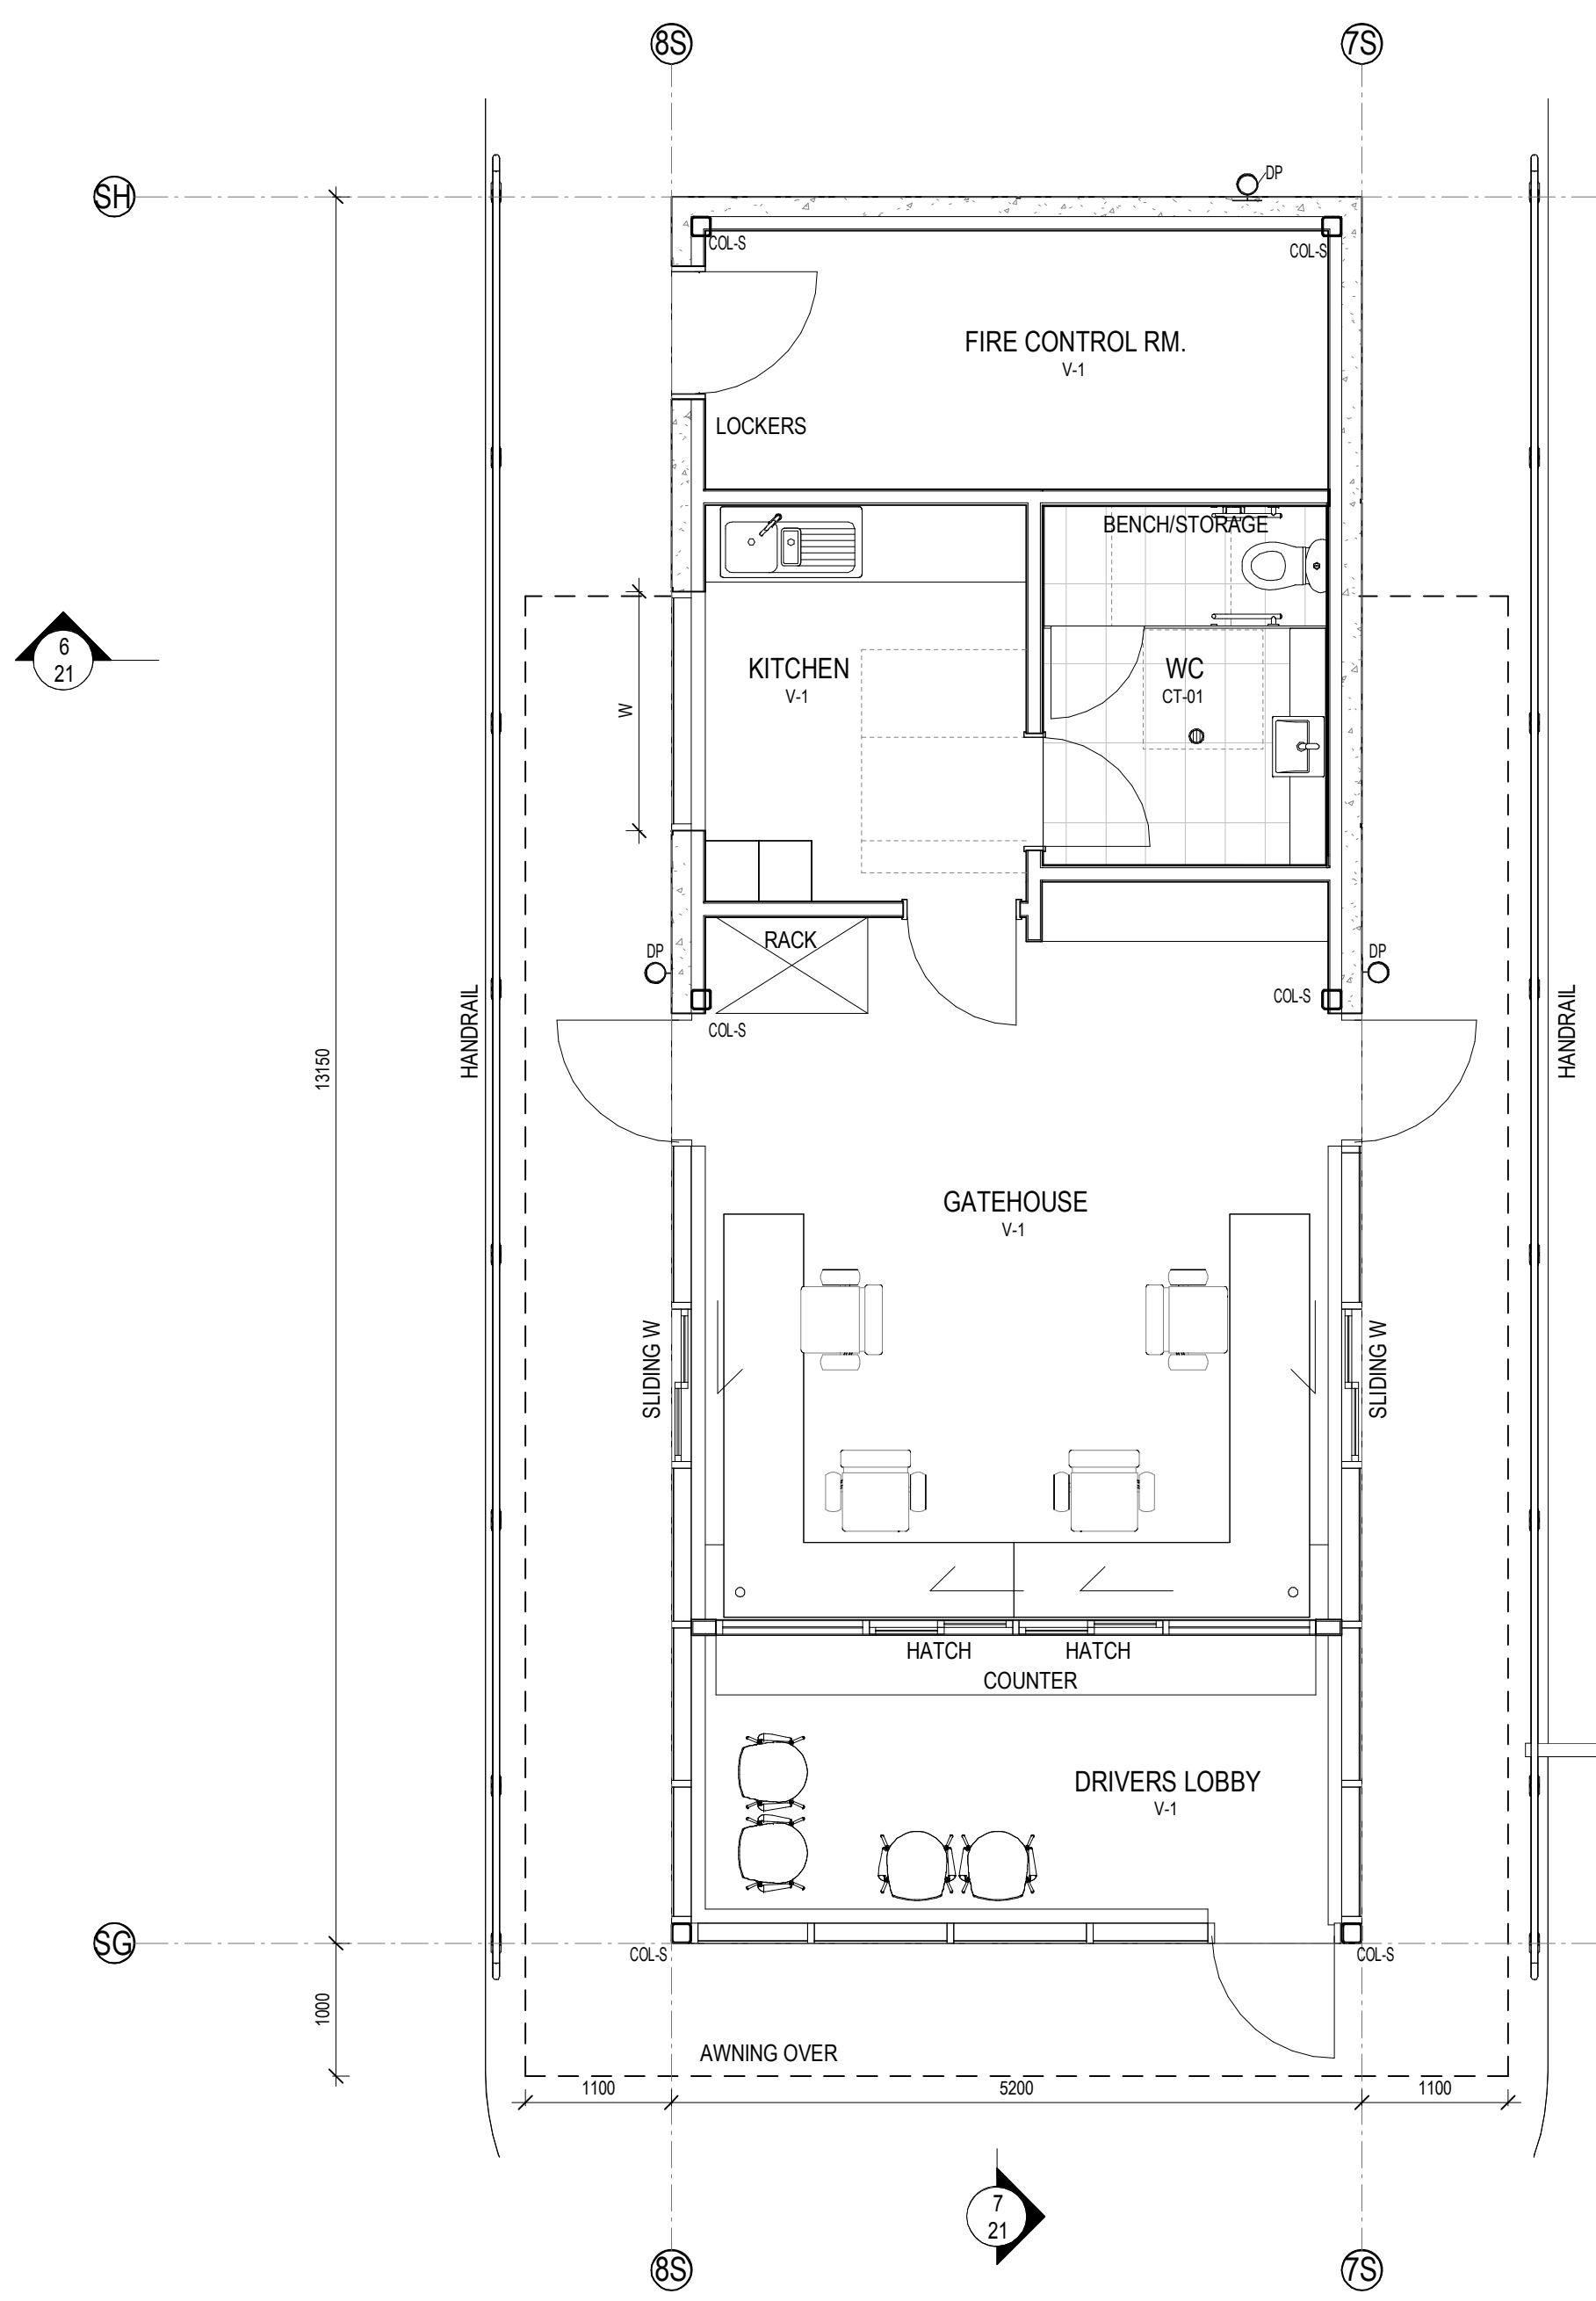 8S
7S
SH
DP
COL-S
COL-S
FIRE CONTROL RM.
V-1
LOCKERS
BENCH/STORAGE
6
21
KITCHEN
V-1
WC
CT-01
W
RACK
DP
DP
COL-S
COL-S
HANDRAIL
HANDRAIL
13150
GATEHOUSE
V-1
SLIDING W
SLIDING W
HATCH
HATCH
COUNTER
DRIVERS LOBBY
V-1
SG
COL-S
COL-S
1000
AWNING OVER
1100
5200
1100
7
21
8S
7S